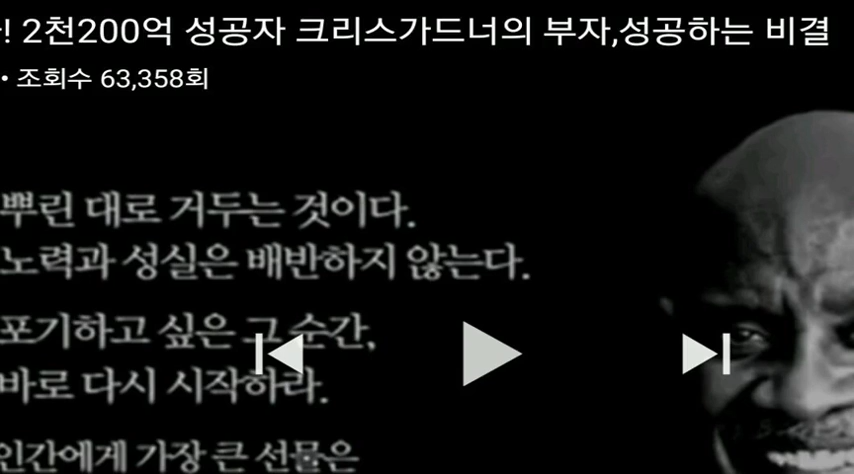 ! 2천200억 성공자 크리스가드너의 부자,성공하는 비결
• 조회수 63,358회
뿌린 대로 거두는 것이다.
노력과 성실은 배반하지 않는다.
포기하고 싶은 그 순간,
바로 다시 시작하라.
인간에게 가장 큰 선물은